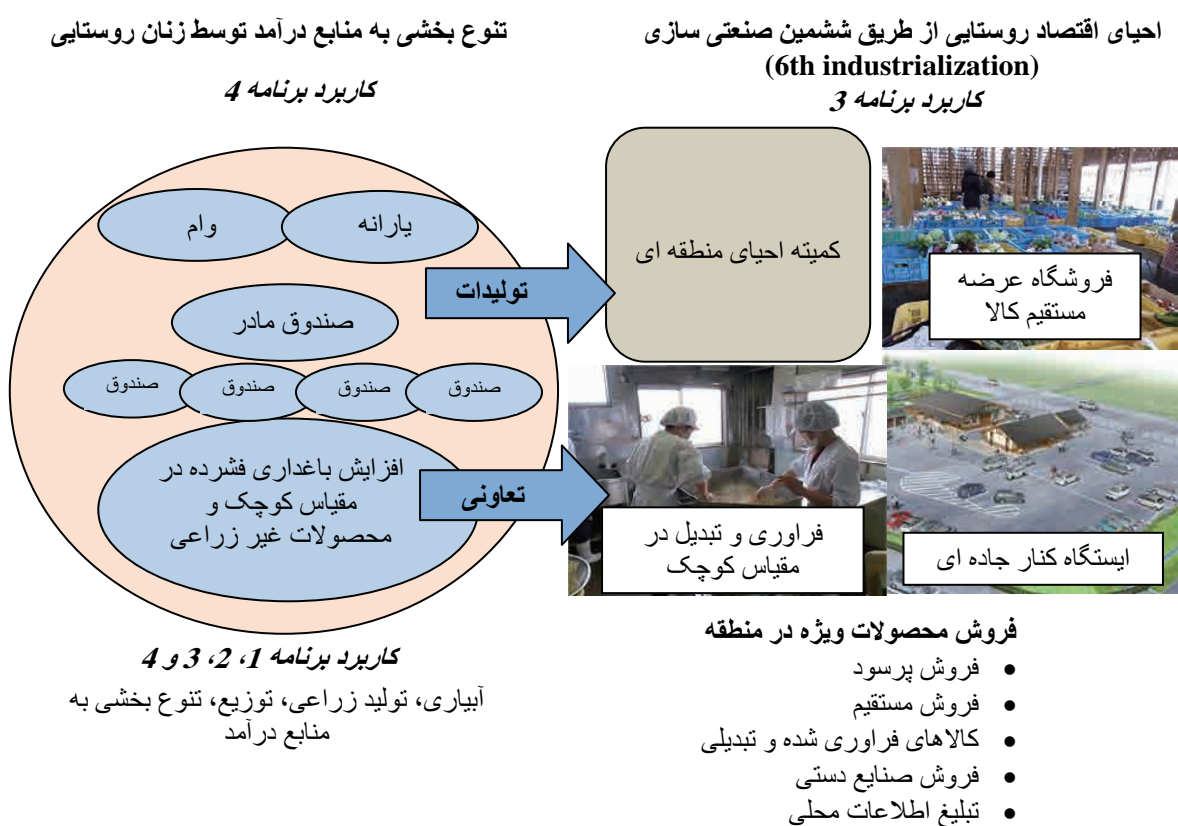 احیای اقتصاد روستایی از طریق ششمین صنعتی سازی
(6th industrialization)
کاربرد برنامه 3
کمیته احیای منطقه ای
فروشگاه عرضه
مستقیم کالا
فراوری و تبدیل در
مقیاس کوچک
ایستگاه کنار جاده ای
فروش محصولات ویژه در منطقه
• فروش پرسود
• فروش مستقیم
• کالاهای فراوری شده و تبدیلی
• فروش صنایع دستی
• تبلیغ اطلاعات محلی
تنوع بخشی به منابع درآمد توسط زنان روستایی
کاربرد برنامه 4
یارانه
وام
تولیدات
صندوق مادر
صندوق
صندوق
صندوق
صندوق
افزایش باغداری فشرده در
مقیاس کوچک و
محصولات غیر زراعی
تعاونی
کاربرد برنامه 1، 2، 3 و 4
آبیاری، تولید زراعی، توزیع، تنوع بخشی به
منابع درآمد